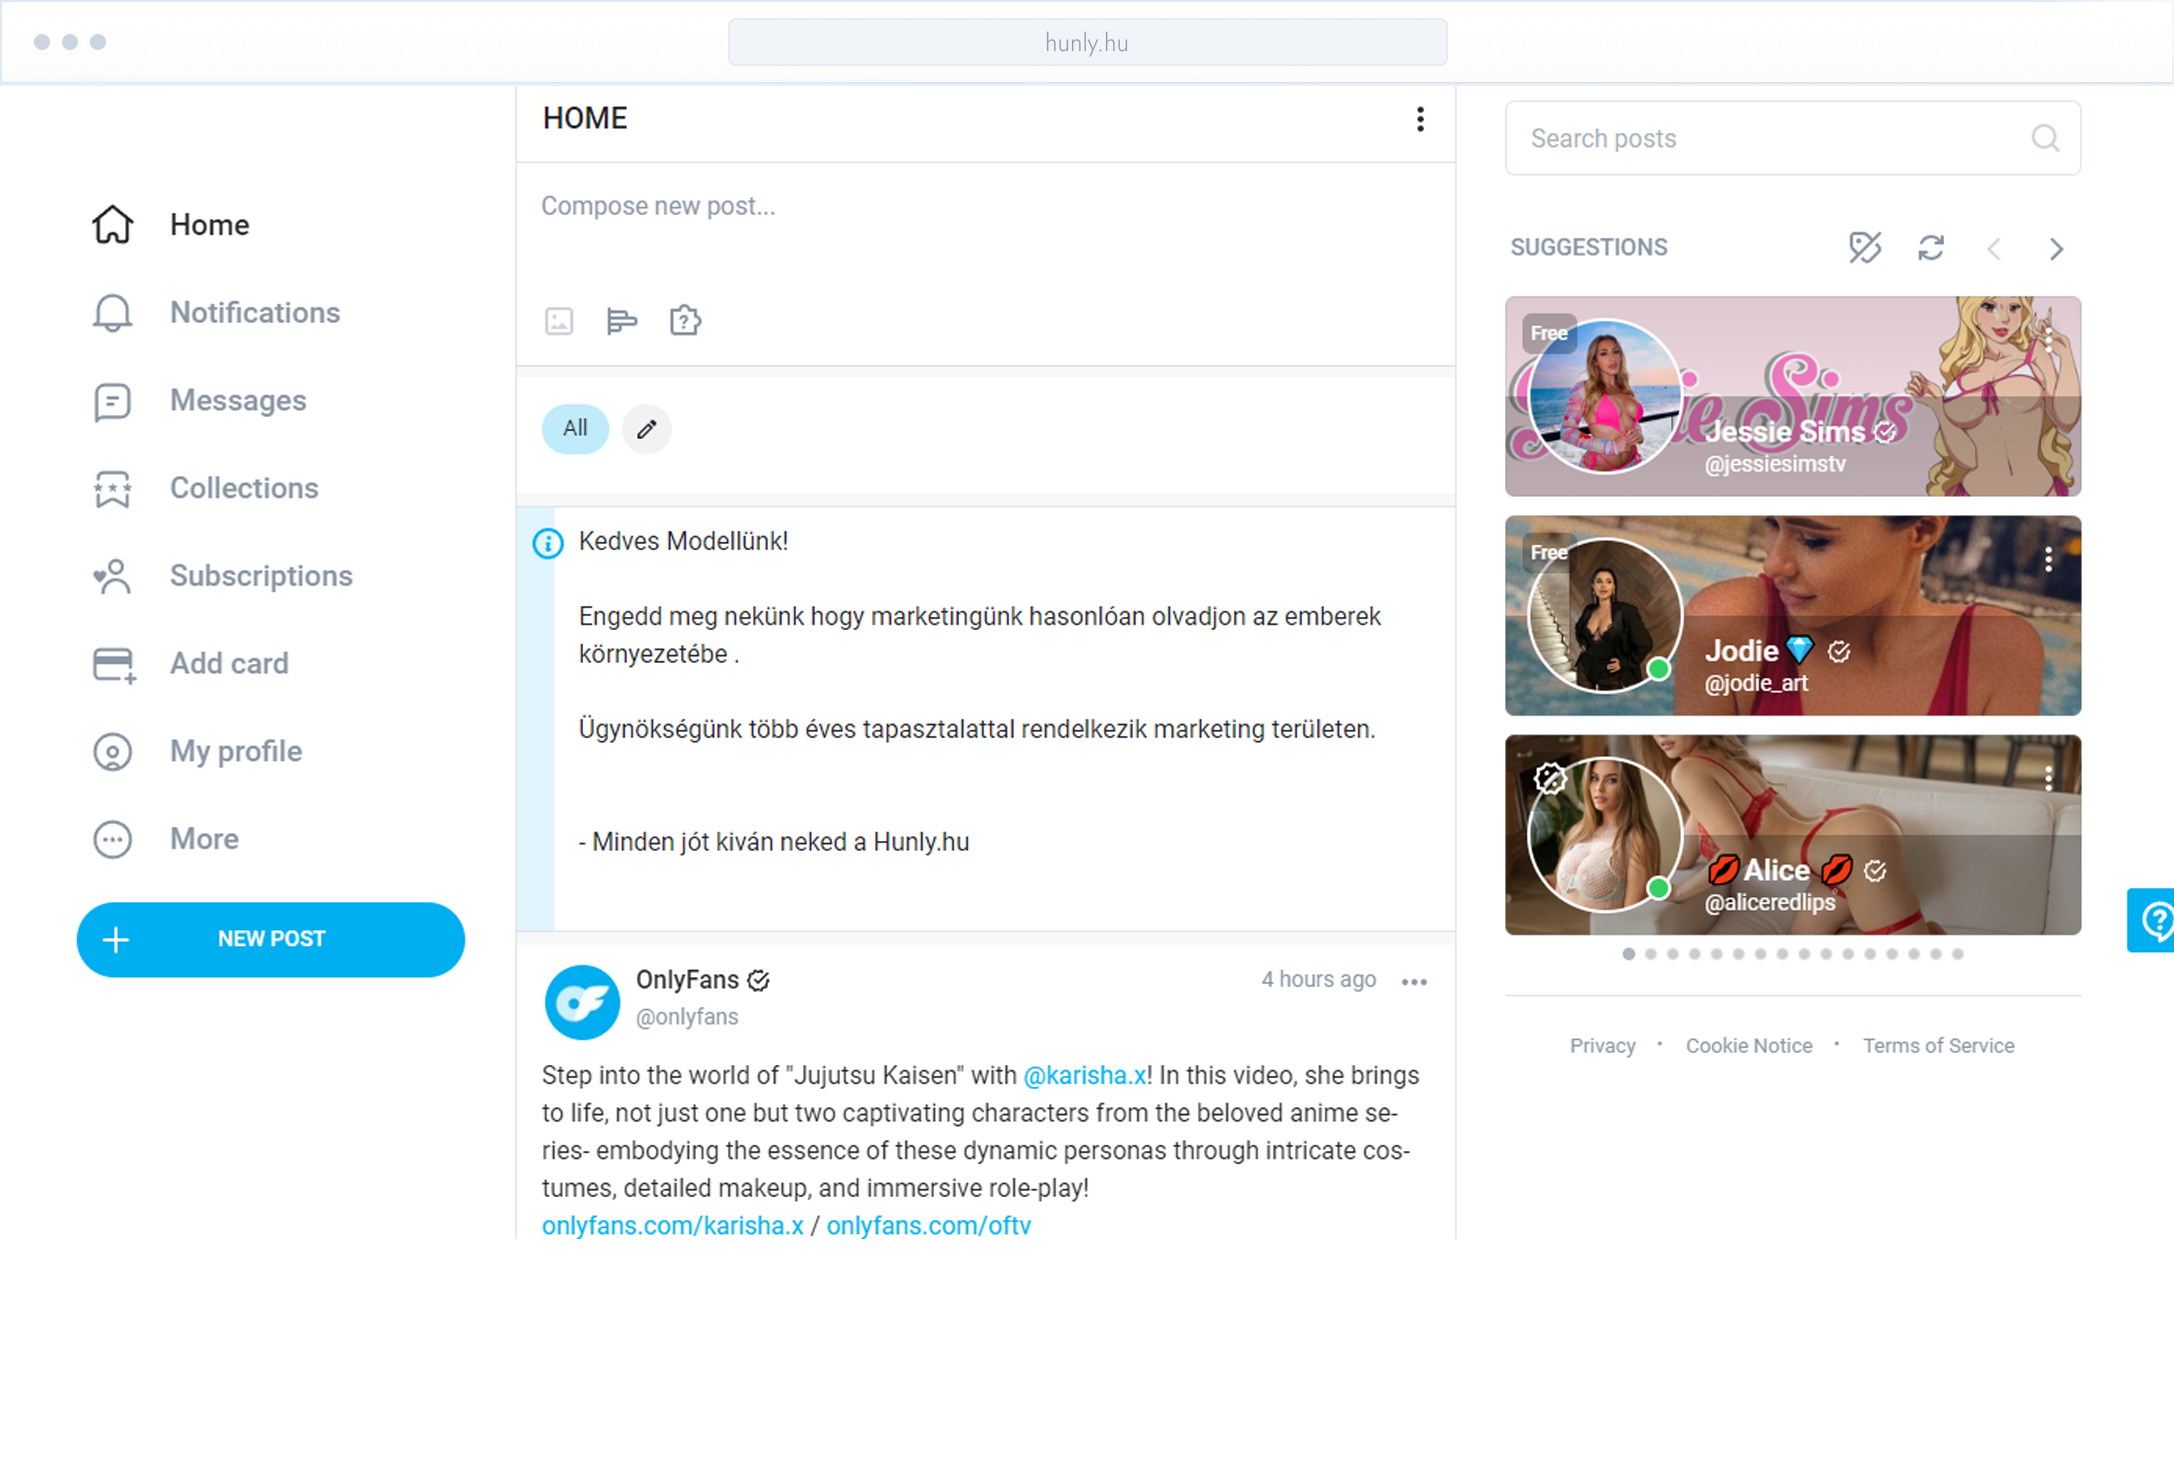 hunly.hu
Home
Notifications
Messages
Collections
Subscriptions
Add card
My profile
More
NEW POST
HOME
Compose new post...
All
Kedves Modellünk!
Engedd meg nekünk hogy marketingünk hasonlóan olvadjon az emberek
környezetébe .
Ügynökségünk több éves tapasztalattal rendelkezik marketing területen.
- Minden jót kiván neked a Hunly.hu
OnlyFans
4 hours ago
@onlyfans
Step into the world of "Jujutsu Kaisen" with @karisha.x! In this video, she brings
to life, not just one but two captivating characters from the beloved anime se-
ries- embodying the essence of these dynamic personas through intricate cos-
tumes, detailed makeup, and immersive role-play!
onlyfans.com/karisha.x / onlyfans.com/oftv
Search posts
SUGGESTIONS
Free
Sims
Jessie Sims
@jessiesimstv
Free
Jodie
@jodie_art
Alice
@aliceredlips
Privacy • Cookie Notice • Terms of Service